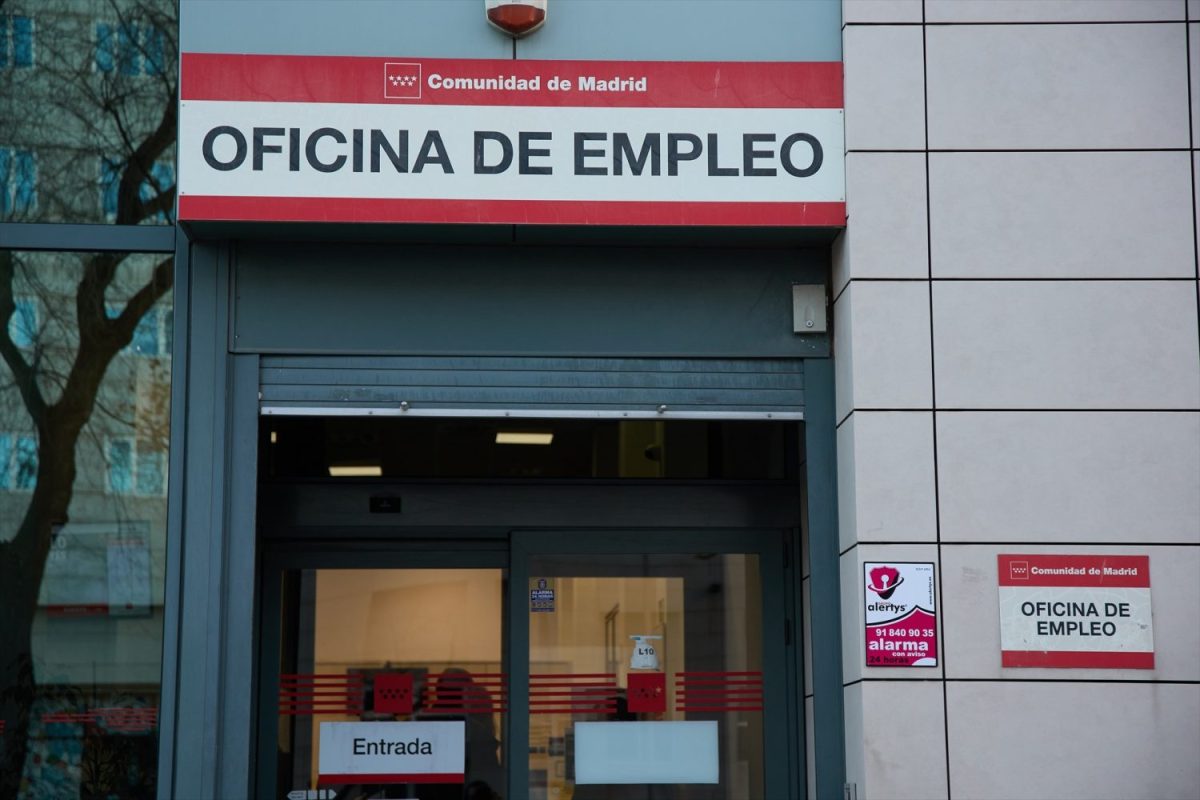 Comunidad de Madrid
OFICINA DE EMPLEO
ALARMA
L10
Entrada
alertys
91 840 90 35
alarma
con aviso
24 horas
Comunidad de Madrid
OFICINA DE
EMPLEO